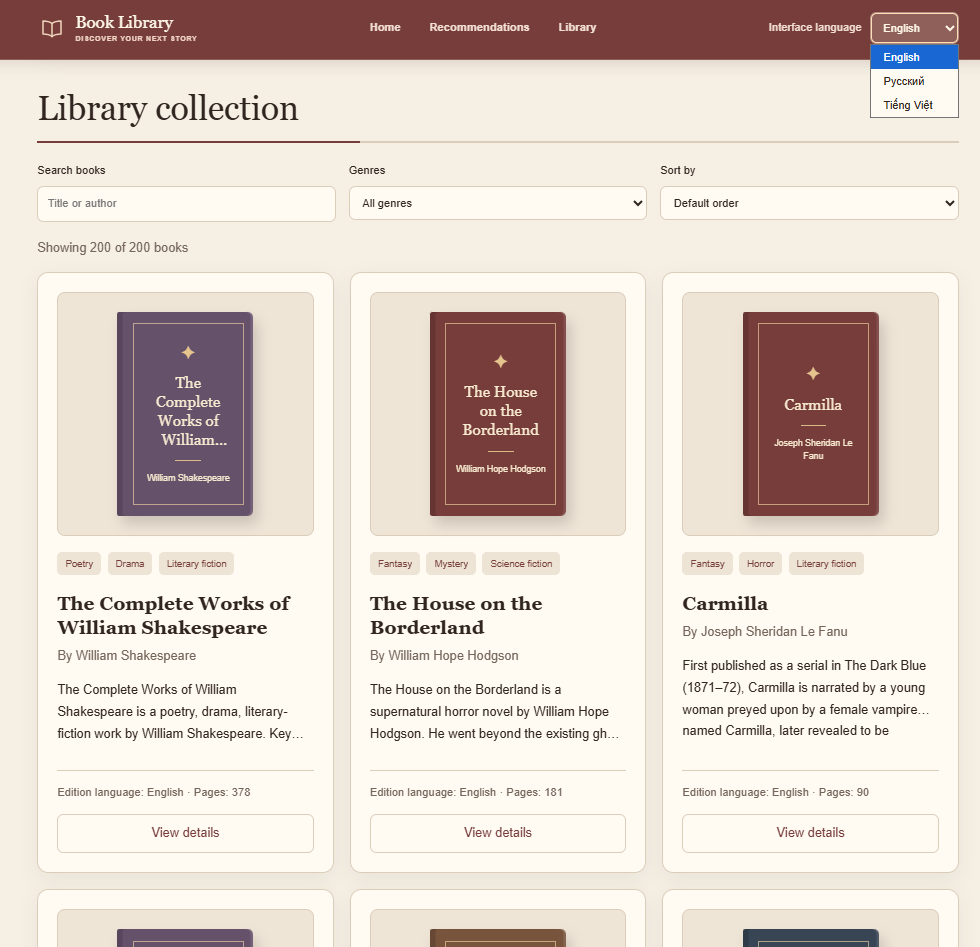 Book Library
DISCOVER YOUR NEXT STORY
Home
Recommendations
Library
Interface language
English
English
Русский
Tiếng Việt
Library collection
Search books
Genres
Sort by
Title or author
All genres
Default order
Showing 200 of 200 books
The
Complete
Works of
William...
William Shakespeare
The House
on the
Borderland
William Hope Hodgson
Carmilla
Joseph Sheridan Le
Fanu
Poetry
Drama
Literary fiction
The Complete Works of
William Shakespeare
By William Shakespeare
The Complete Works of William
Shakespeare is a poetry, drama, literary-
fiction work by William Shakespeare. Key…
Edition language: English · Pages: 378
View details
Fantasy
Mystery
Science fiction
The House on the
Borderland
By William Hope Hodgson
The House on the Borderland is a
supernatural horror novel by William Hope
Hodgson. He went beyond the existing gh…
Edition language: English · Pages: 181
View details
Fantasy
Horror
Literary fiction
Carmilla
By Joseph Sheridan Le Fanu
First published as a serial in The Dark Blue
(1871–72), Carmilla is narrated by a young
woman preyed upon by a female vampire…
named Carmilla, later revealed to be
Edition language: English · Pages: 90
View details